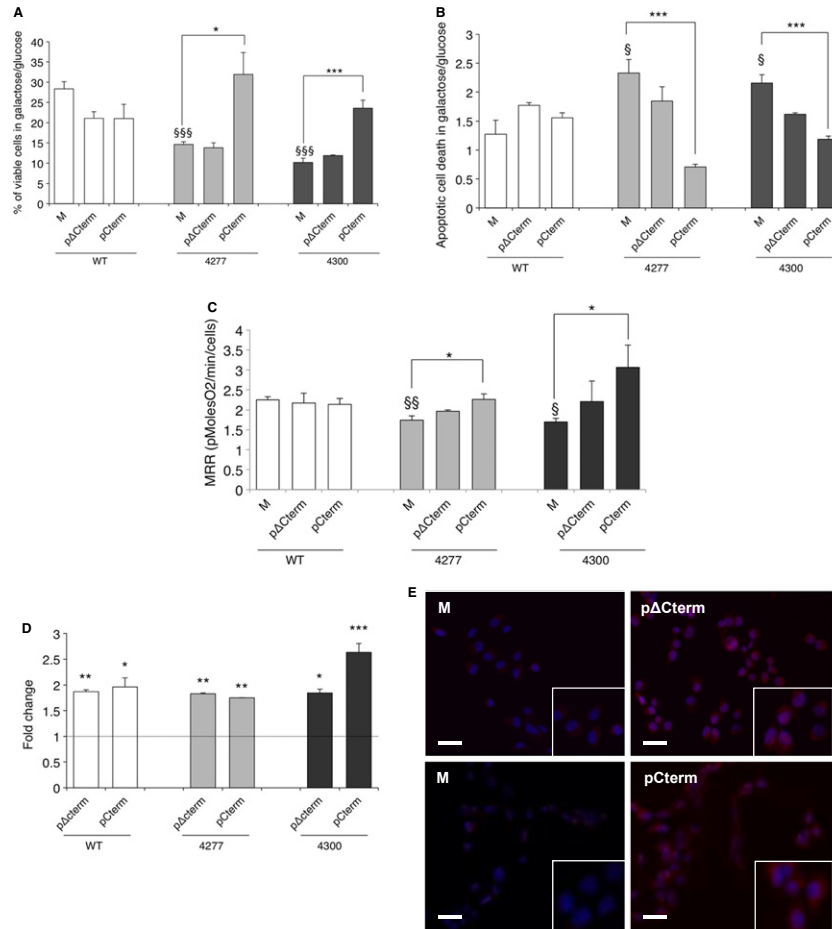 A
% of viable cells in galactose/glucose
40
35
30
25
20
15
10
5
0
*
***
§§§
§§§
M
pΔCterm
pCterm
M
pΔCterm
pCterm
M
pΔCterm
pCterm
WT
4277
4300
B
Apoptotic cell death in galactose/glucose
3
2.5
2
1.5
1
0.5
0
***
***
§
§
M
pΔCterm
pCterm
M
pΔCterm
pCterm
M
pΔCterm
pCterm
WT
4277
4300
C
MRR (pMolesO2/min/cells)
4
3.5
3
2.5
2
1.5
1
0.5
0
*
*
§§
§
M
pΔCterm
pCterm
M
pΔCterm
pCterm
M
pΔCterm
pCterm
WT
4277
4300
D
Fold change
3
2.5
2
1.5
1
0.5
0
**
*
**
**
*
***
pΔcterm
pCterm
pΔcterm
pCterm
pΔcterm
pCterm
WT
4277
4300
E
M
pΔCterm
M
pCterm